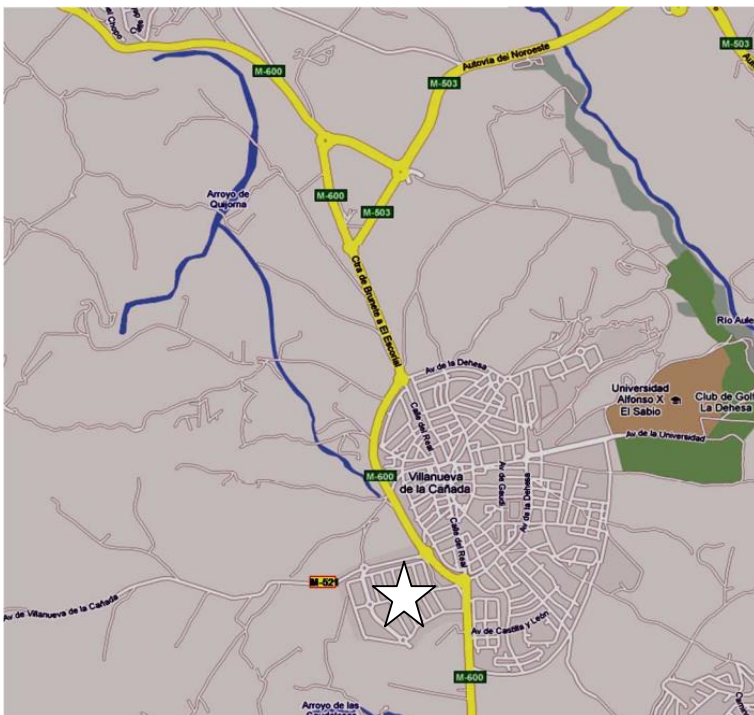 M-600
Autovia del Noroeste
M-503
M-503
Arroyo de
Quijorna
M-600
M-503
Ctra de Brunete a El Escorial
Río Aule
Av de la Dehesa
Universidad
Alfonso X
El Sabio
Club de Golf
La Dehesa
Calle del Real
Av de la Universidad
M-600
Villanueva
de la Cañada
Av de Gaudí
Av de la Dehesa
Calle del Real
M-521
Av de Villanueva de la Cañada
Av de Castilla y León
M-600
Arroyo de las